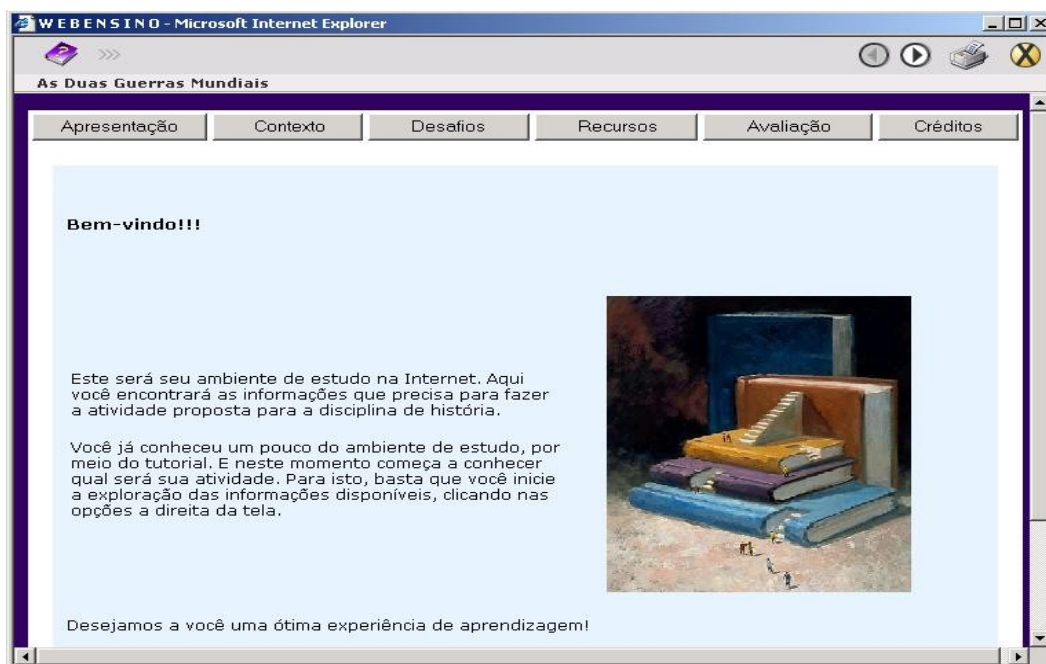 W E B E N S I N O - Microsoft Internet Explorer
As Duas Guerras Mundiais
Apresentação
Contexto
Desafios
Recursos
Avaliação
Créditos
Bem-vindo!!!
Este será seu ambiente de estudo na Internet. Aqui
você encontrará as informações que precisa para fazer
a atividade proposta para a disciplina de história.
Você já conheceu um pouco do ambiente de estudo, por
meio do tutorial. E neste momento começa a conhecer
qual será sua atividade. Para isto, basta que você inicie
a exploração das informações disponíveis, clicando nas
opções a direita da tela.
Desejamos a você uma ótima experiência de aprendizagem!